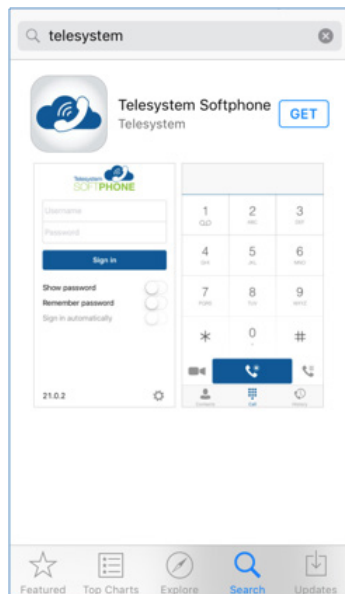 telesystem
Telesystem Softphone
Telesystem
GET
Telesystem
SOFTPHONE
Username
Password
Sign in
Show password
Remember password
Sign in automatically
21.0.2
1 2 3
ABC DEF
4 5 6
GHI JKL MNO
7 8 9
PQRS TUV WXYZ
* 0 #
+
Contacts Call History
Featured Top Charts Explore Search Updates